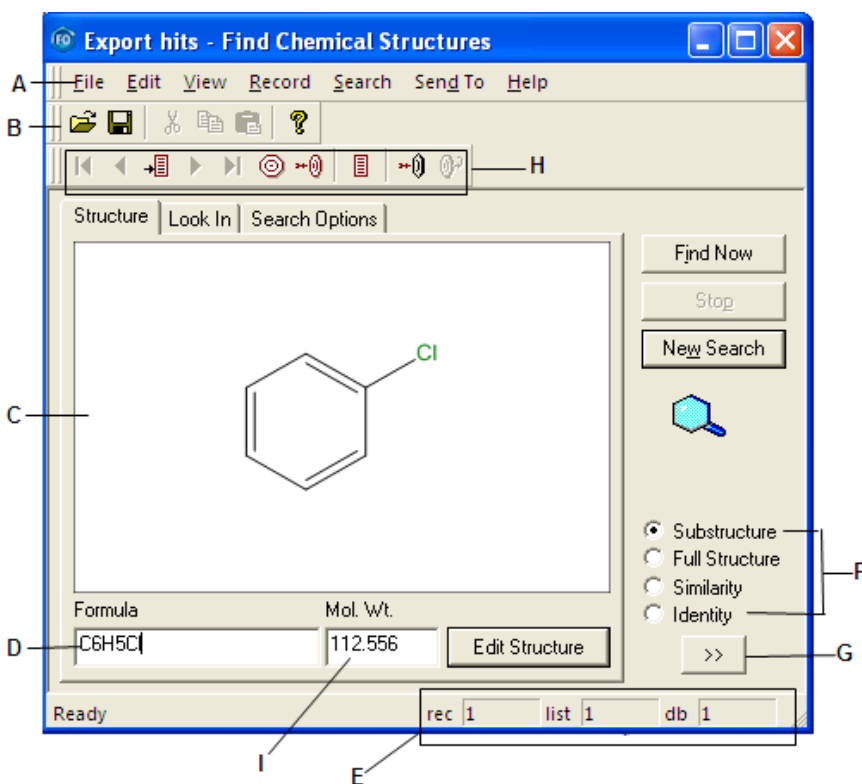 Export hits - Find Chemical Structures
A File Edit View Record Search Send To Help
B
H
Structure Look In Search Options
Find Now
Stop
New Search
Cl
C
Substructure
Full Structure
F
Similarity
Identity
Formula Mol. Wt.
D C6H5Cl 112.556 Edit Structure >> G
Ready rec 1 list 1 db 1
I E